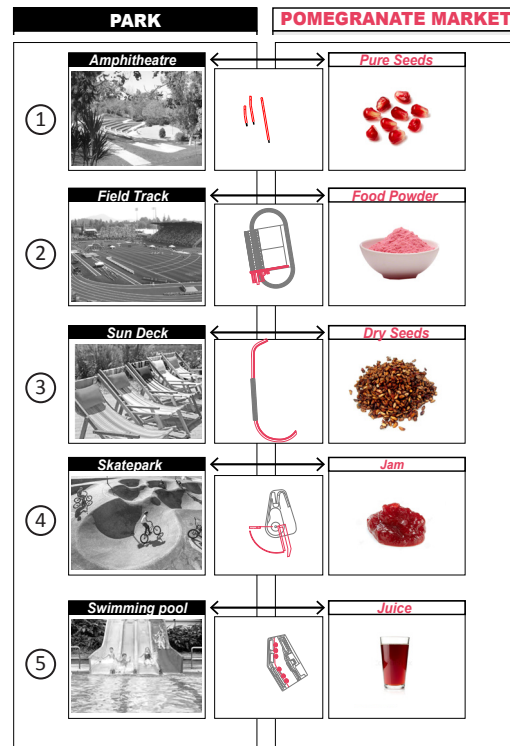 PARK
POMEGRANATE MARKET
1
Amphitheatre
Pure Seeds
2
Field Track
Food Powder
3
Sun Deck
Dry Seeds
4
Skatepark
Jam
5
Swimming pool
Juice